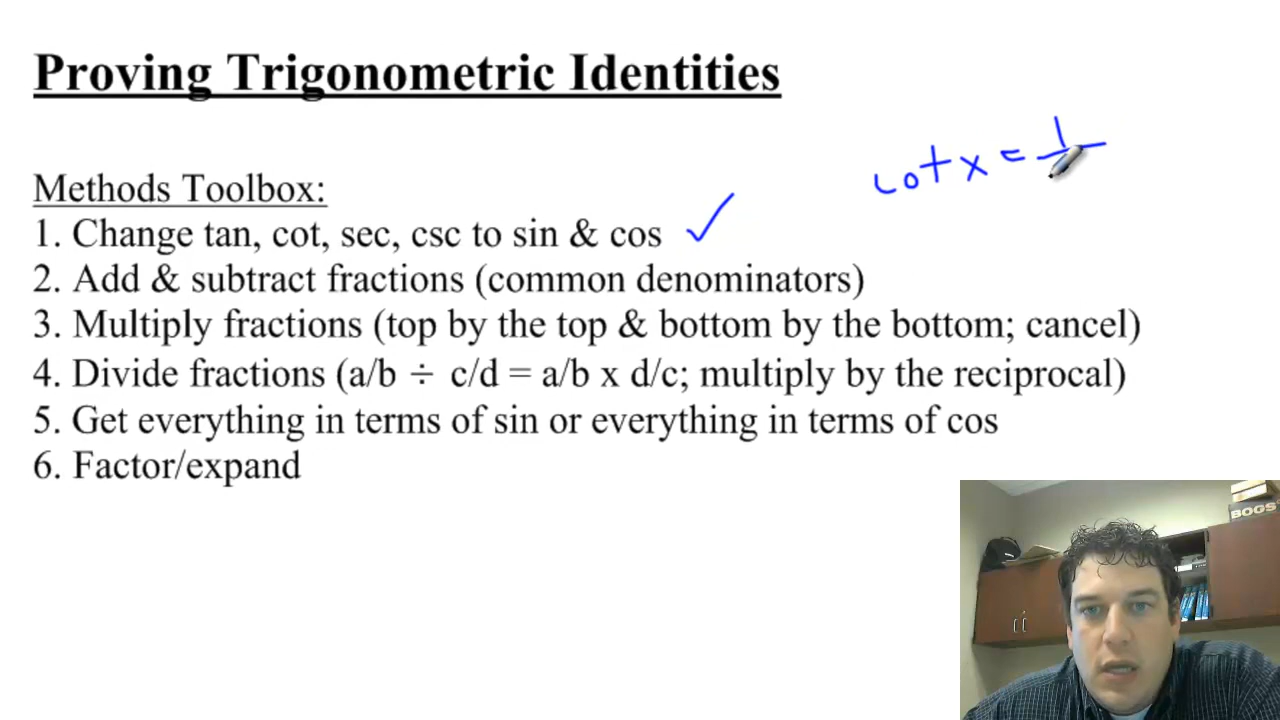 Proving Trigonometric Identities
cot x = 1
Methods Toolbox:
1. Change tan, cot, sec, csc to sin & cos
2. Add & subtract fractions (common denominators)
3. Multiply fractions (top by the top & bottom by the bottom; cancel)
4. Divide fractions (a/b ÷ c/d = a/b x d/c; multiply by the reciprocal)
5. Get everything in terms of sin or everything in terms of cos
6. Factor/expand
BOGS